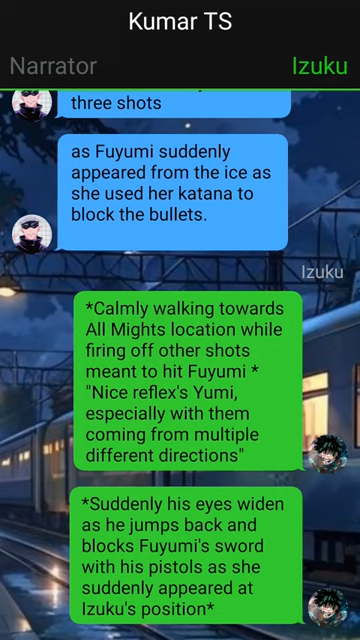 Kumar TS
Narrator
Izuku
three shots
as Fuyumi suddenly
appeared from the ice as
she used her katana to
block the bullets.
Izuku
*Calmly walking towards
All Mights location while
firing off other shots
meant to hit Fuyumi *
"Nice reflex's Yumi,
especially with them
coming from multiple
different directions"
*Suddenly his eyes widen
as he jumps back and
blocks Fuyumi's sword
with his pistols as she
suddenly appeared at
Izuku's position*